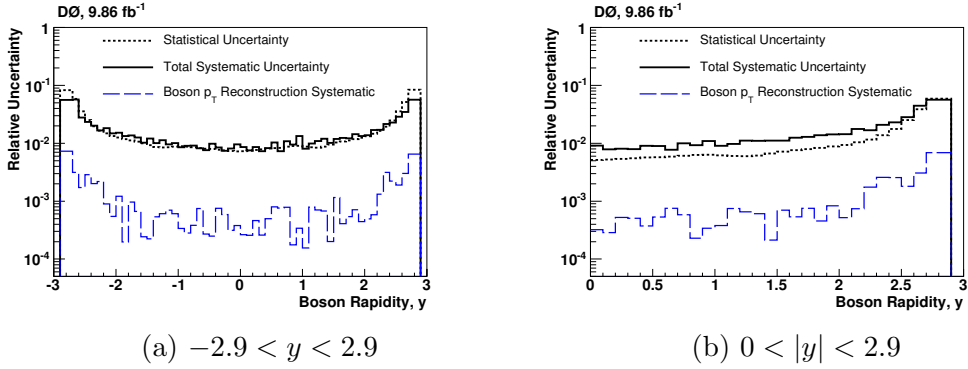 DØ, 9.86 fb⁻¹
Relative Uncertainty
1
10⁻¹
10⁻²
10⁻³
10⁻⁴
Statistical Uncertainty
Total Systematic Uncertainty
Boson p_T Reconstruction Systematic
-3 -2 -1 0 1 2 3
Boson Rapidity, y
(a) −2.9 < y < 2.9
DØ, 9.86 fb⁻¹
Relative Uncertainty
1
10⁻¹
10⁻²
10⁻³
10⁻⁴
Statistical Uncertainty
Total Systematic Uncertainty
Boson p_T Reconstruction Systematic
0 0.5 1 1.5 2 2.5 3
Boson Rapidity, y
(b) 0 < |y| < 2.9